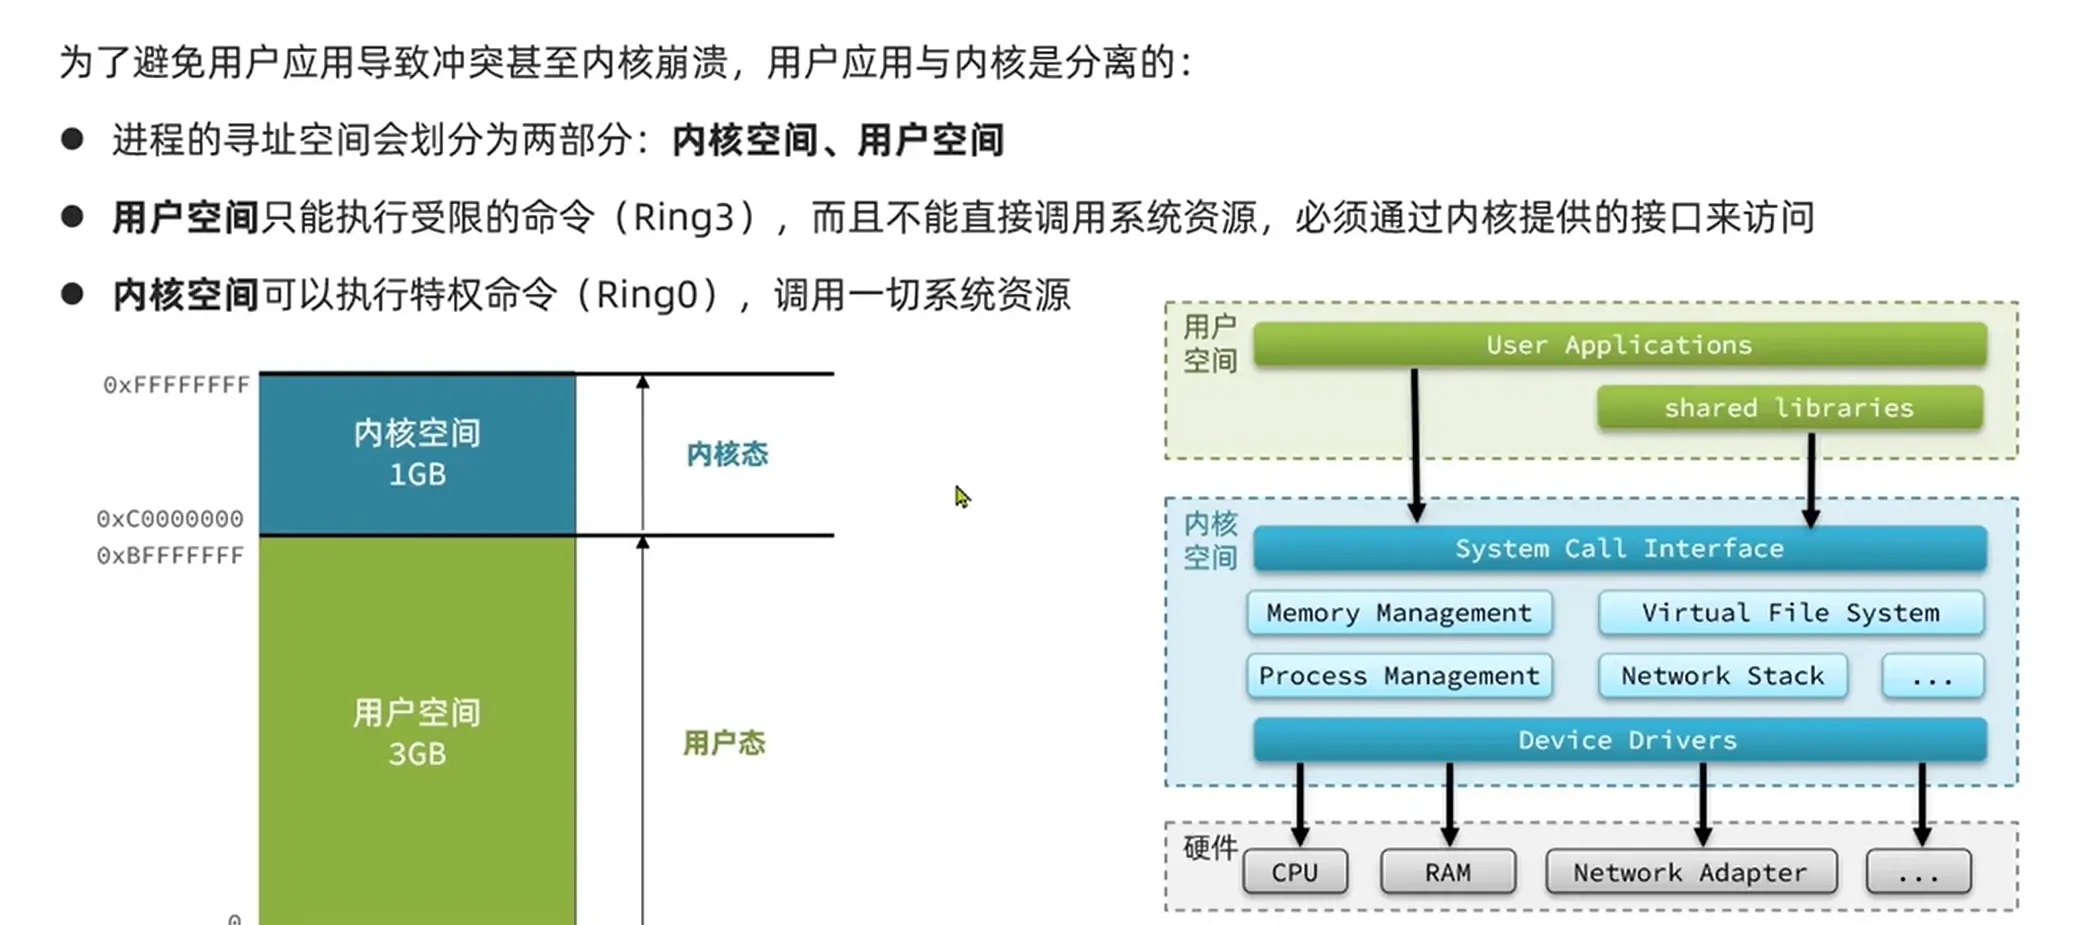 为了避免用户应用导致冲突甚至内核崩溃，用户应用与内核是分离的：
● 进程的寻址空间会划分为两部分：内核空间、用户空间
● 用户空间只能执行受限的命令（Ring3），而且不能直接调用系统资源，必须通过内核提供的接口来访问
● 内核空间可以执行特权命令（Ring0），调用一切系统资源
0xFFFFFFFF
内核空间
1GB
内核态
0xC0000000
0xBFFFFFFF
用户空间
3GB
用户态
0
用户
空间
User Applications
shared libraries
内核
空间
System Call Interface
Memory Management
Virtual File System
Process Management
Network Stack
...
Device Drivers
硬件
CPU
RAM
Network Adapter
...